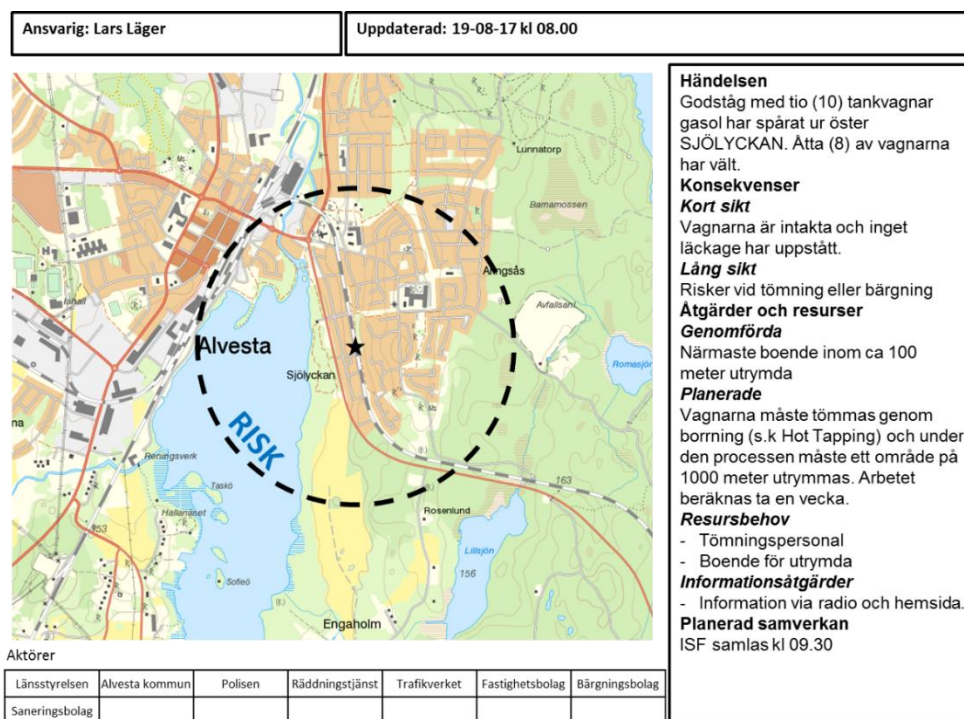 Ansvarig: Lars Läger
Uppdaterad: 19-08-17 kl 08.00
Händelsen
Godståg med tio (10) tankvagnar
gasol har spårat ur öster
SJÖLYCKAN. Åtta (8) av vagnarna
har vält.
Konsekvenser
Kort sikt
Vagnarna är intakta och inget
läckage har uppstått.
Lång sikt
Risker vid tömning eller bärgning
Åtgärder och resurser
Genomförda
Närmaste boende inom ca 100
meter utrymda
Planerade
Vagnarna måste tömmas genom
borrning (s.k Hot Tapping) och under
den processen måste ett område på
1000 meter utrymmas. Arbetet
beräknas ta en vecka.
Resursbehov
- Tömningspersonal
- Boende för utrymda
Informationsåtgärder
- Information via radio och hemsida.
Planerad samverkan
ISF samlas kl 09.30
Lunnatorp
Barnamossen
Aringsås
Avfallsanl.
Ishall
Alvesta
Sjölyckan
Romasjön
RISK
Ms
na
Reningsverk
Taskö
Hallanäset
163
153
Rosenlund
Lillsjön
156
Sofieö
Engaholm
Aktörer
Länsstyrelsen
Alvesta kommun
Polisen
Räddningstjänst
Trafikverket
Fastighetsbolag
Bärgningsbolag
Saneringsbolag